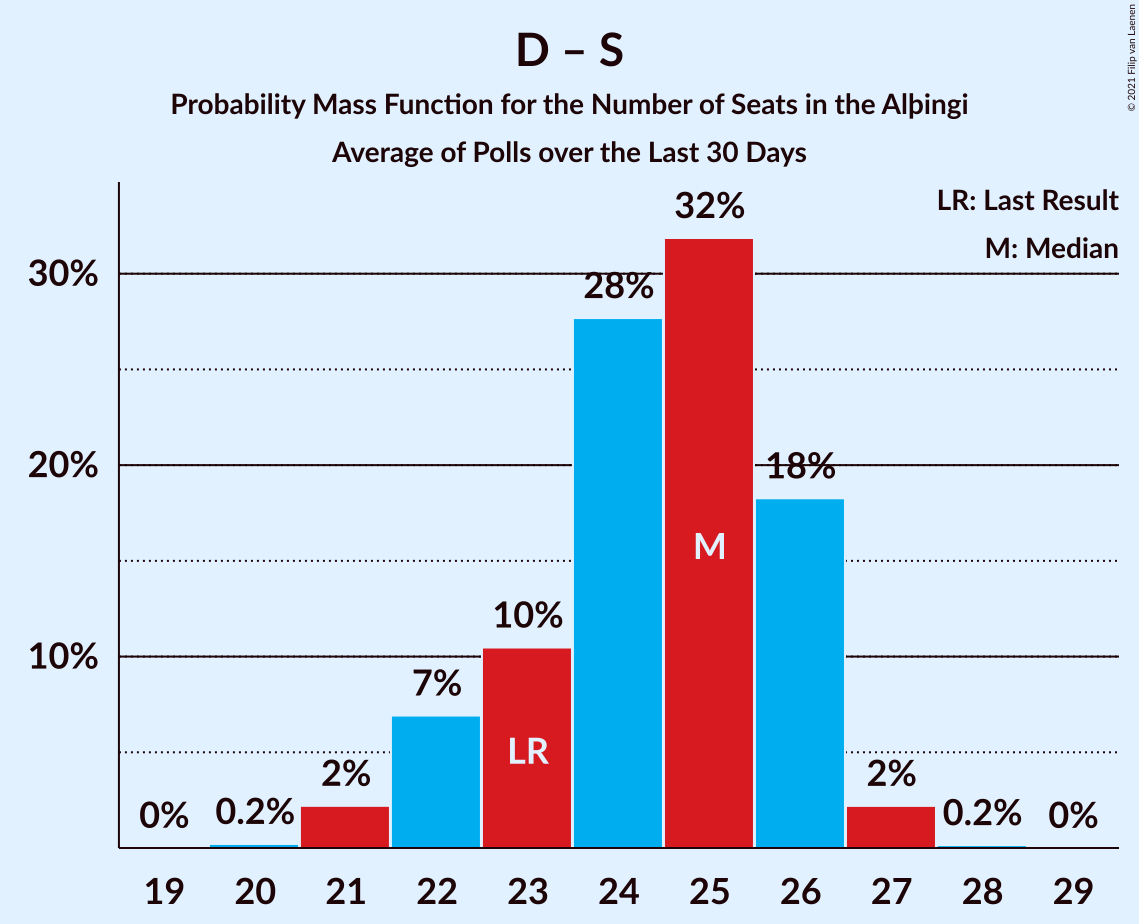 D – S
Probability Mass Function for the Number of Seats in the Alþingi
Average of Polls over the Last 30 Days
© 2021 Filip van Laenen
LR: Last Result
M: Median
32%
30%
28%
20%
18%
M
10%
10%
7%
LR
2%
2%
0%
0.2%
0.2%
0%
19 20 21 22 23 24 25 26 27 28 29